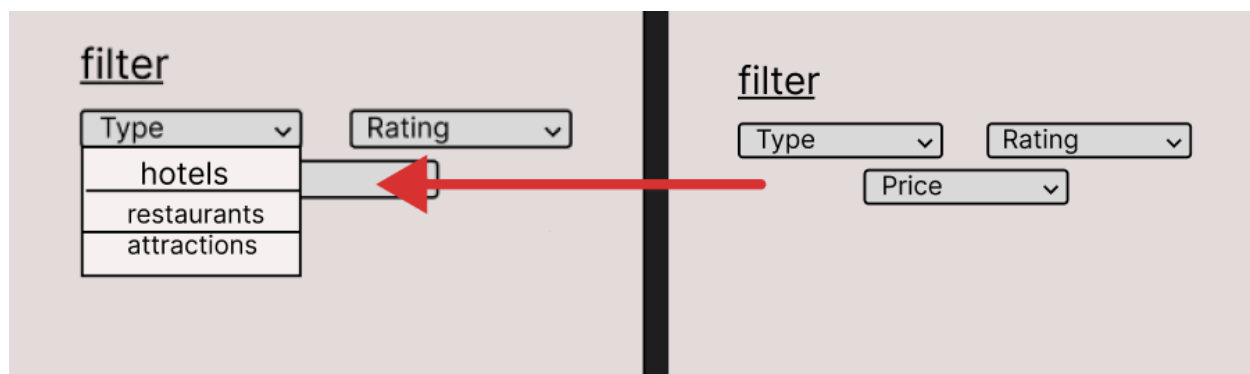 filter
Type
Rating
hotels
restaurants
attractions
filter
Type
Rating
Price